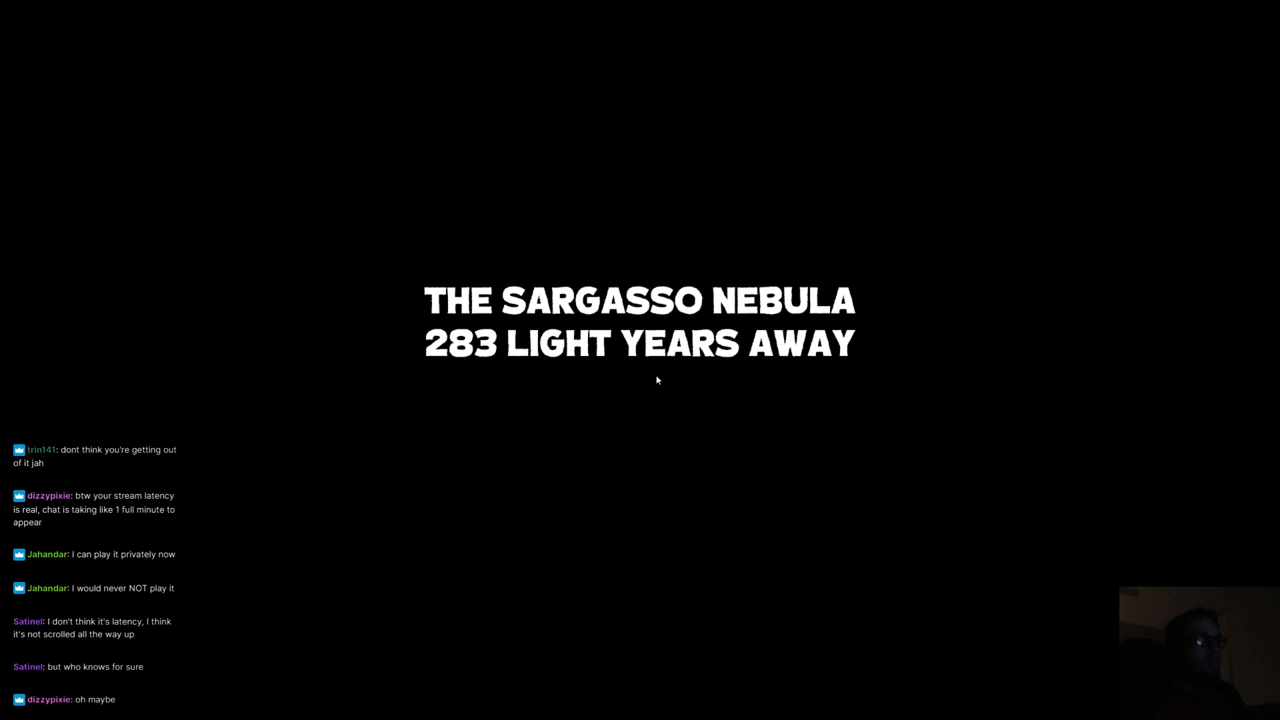 THE SARGASSO NEBULA
283 LIGHT YEARS AWAY
trin141: dont think you're getting out
of it jah
dizzypixie: btw your stream latency
is real, chat is taking like 1 full minute to
appear
Jahandar: I can play it privately now
Jahandar: I would never NOT play it
Satinel: I don't think it's latency, I think
it's not scrolled all the way up
Satinel: but who knows for sure
dizzypixie: oh maybe